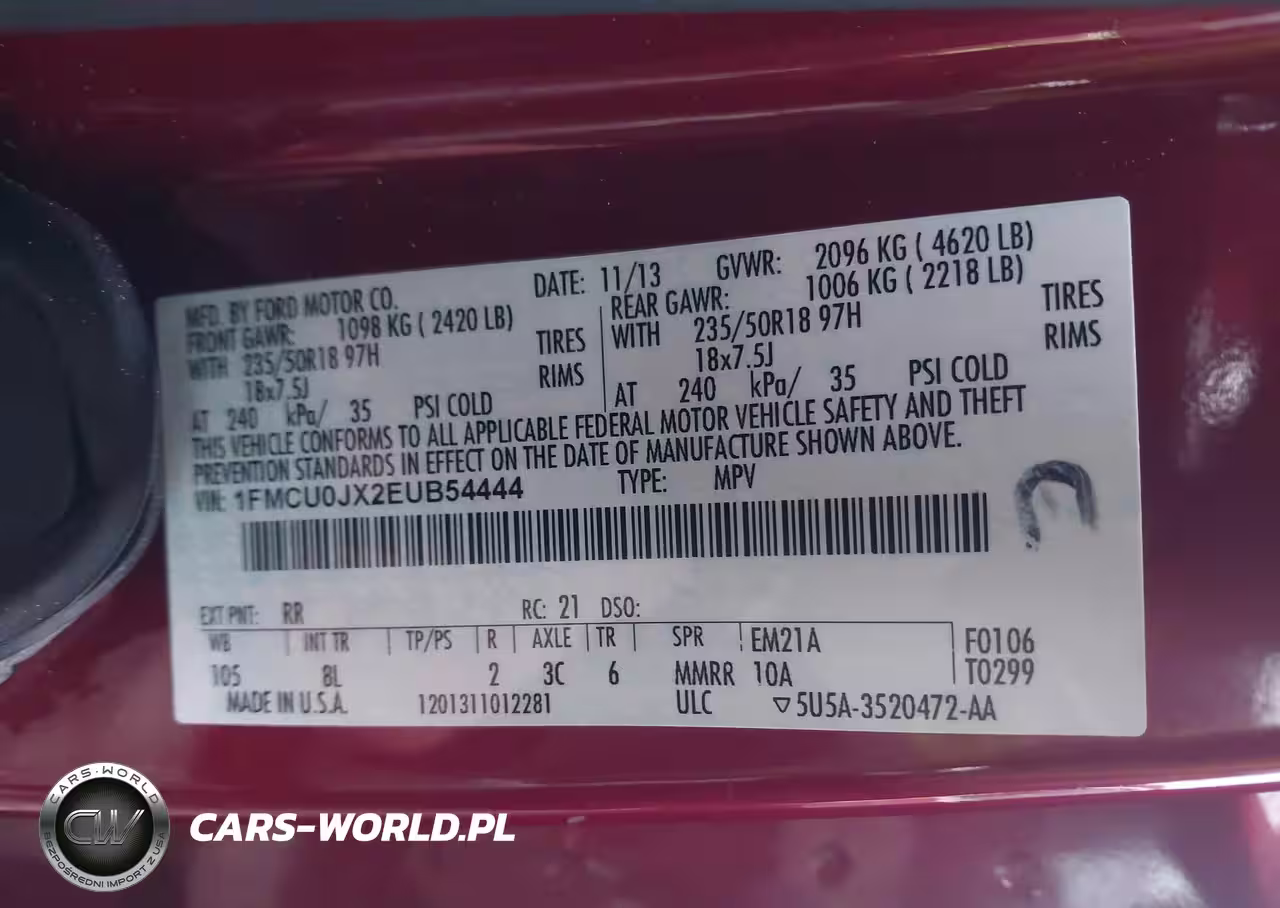 MFD. BY FORD MOTOR CO. DATE: 11/13 GVWR: 2096 KG ( 4620 LB)
FRONT GAWR: 1098 KG ( 2420 LB) REAR GAWR: 1006 KG ( 2218 LB)
WITH 235/50R18 97H TIRES WITH 235/50R18 97H TIRES
18x7.5J RIMS 18x7.5J RIMS
AT 240 kPa/ 35 PSI COLD AT 240 kPa/ 35 PSI COLD
THIS VEHICLE CONFORMS TO ALL APPLICABLE FEDERAL MOTOR VEHICLE SAFETY AND THEFT
PREVENTION STANDARDS IN EFFECT ON THE DATE OF MANUFACTURE SHOWN ABOVE.
VIN: 1FMCU0JX2EUB54444 TYPE: MPV
EXT PNT: RR RC: 21 DSO:
WB INT TR TP/PS R AXLE TR SPR EM21A F0106
105 8L 2 3C 6 MMRR 10A T0299
MADE IN U.S.A. 1201311012281 ULC ▽5U5A-3520472-AA
CARS-WORLD
CW
BEZPOŚREDNI IMPORT Z USA
CARS-WORLD.PL